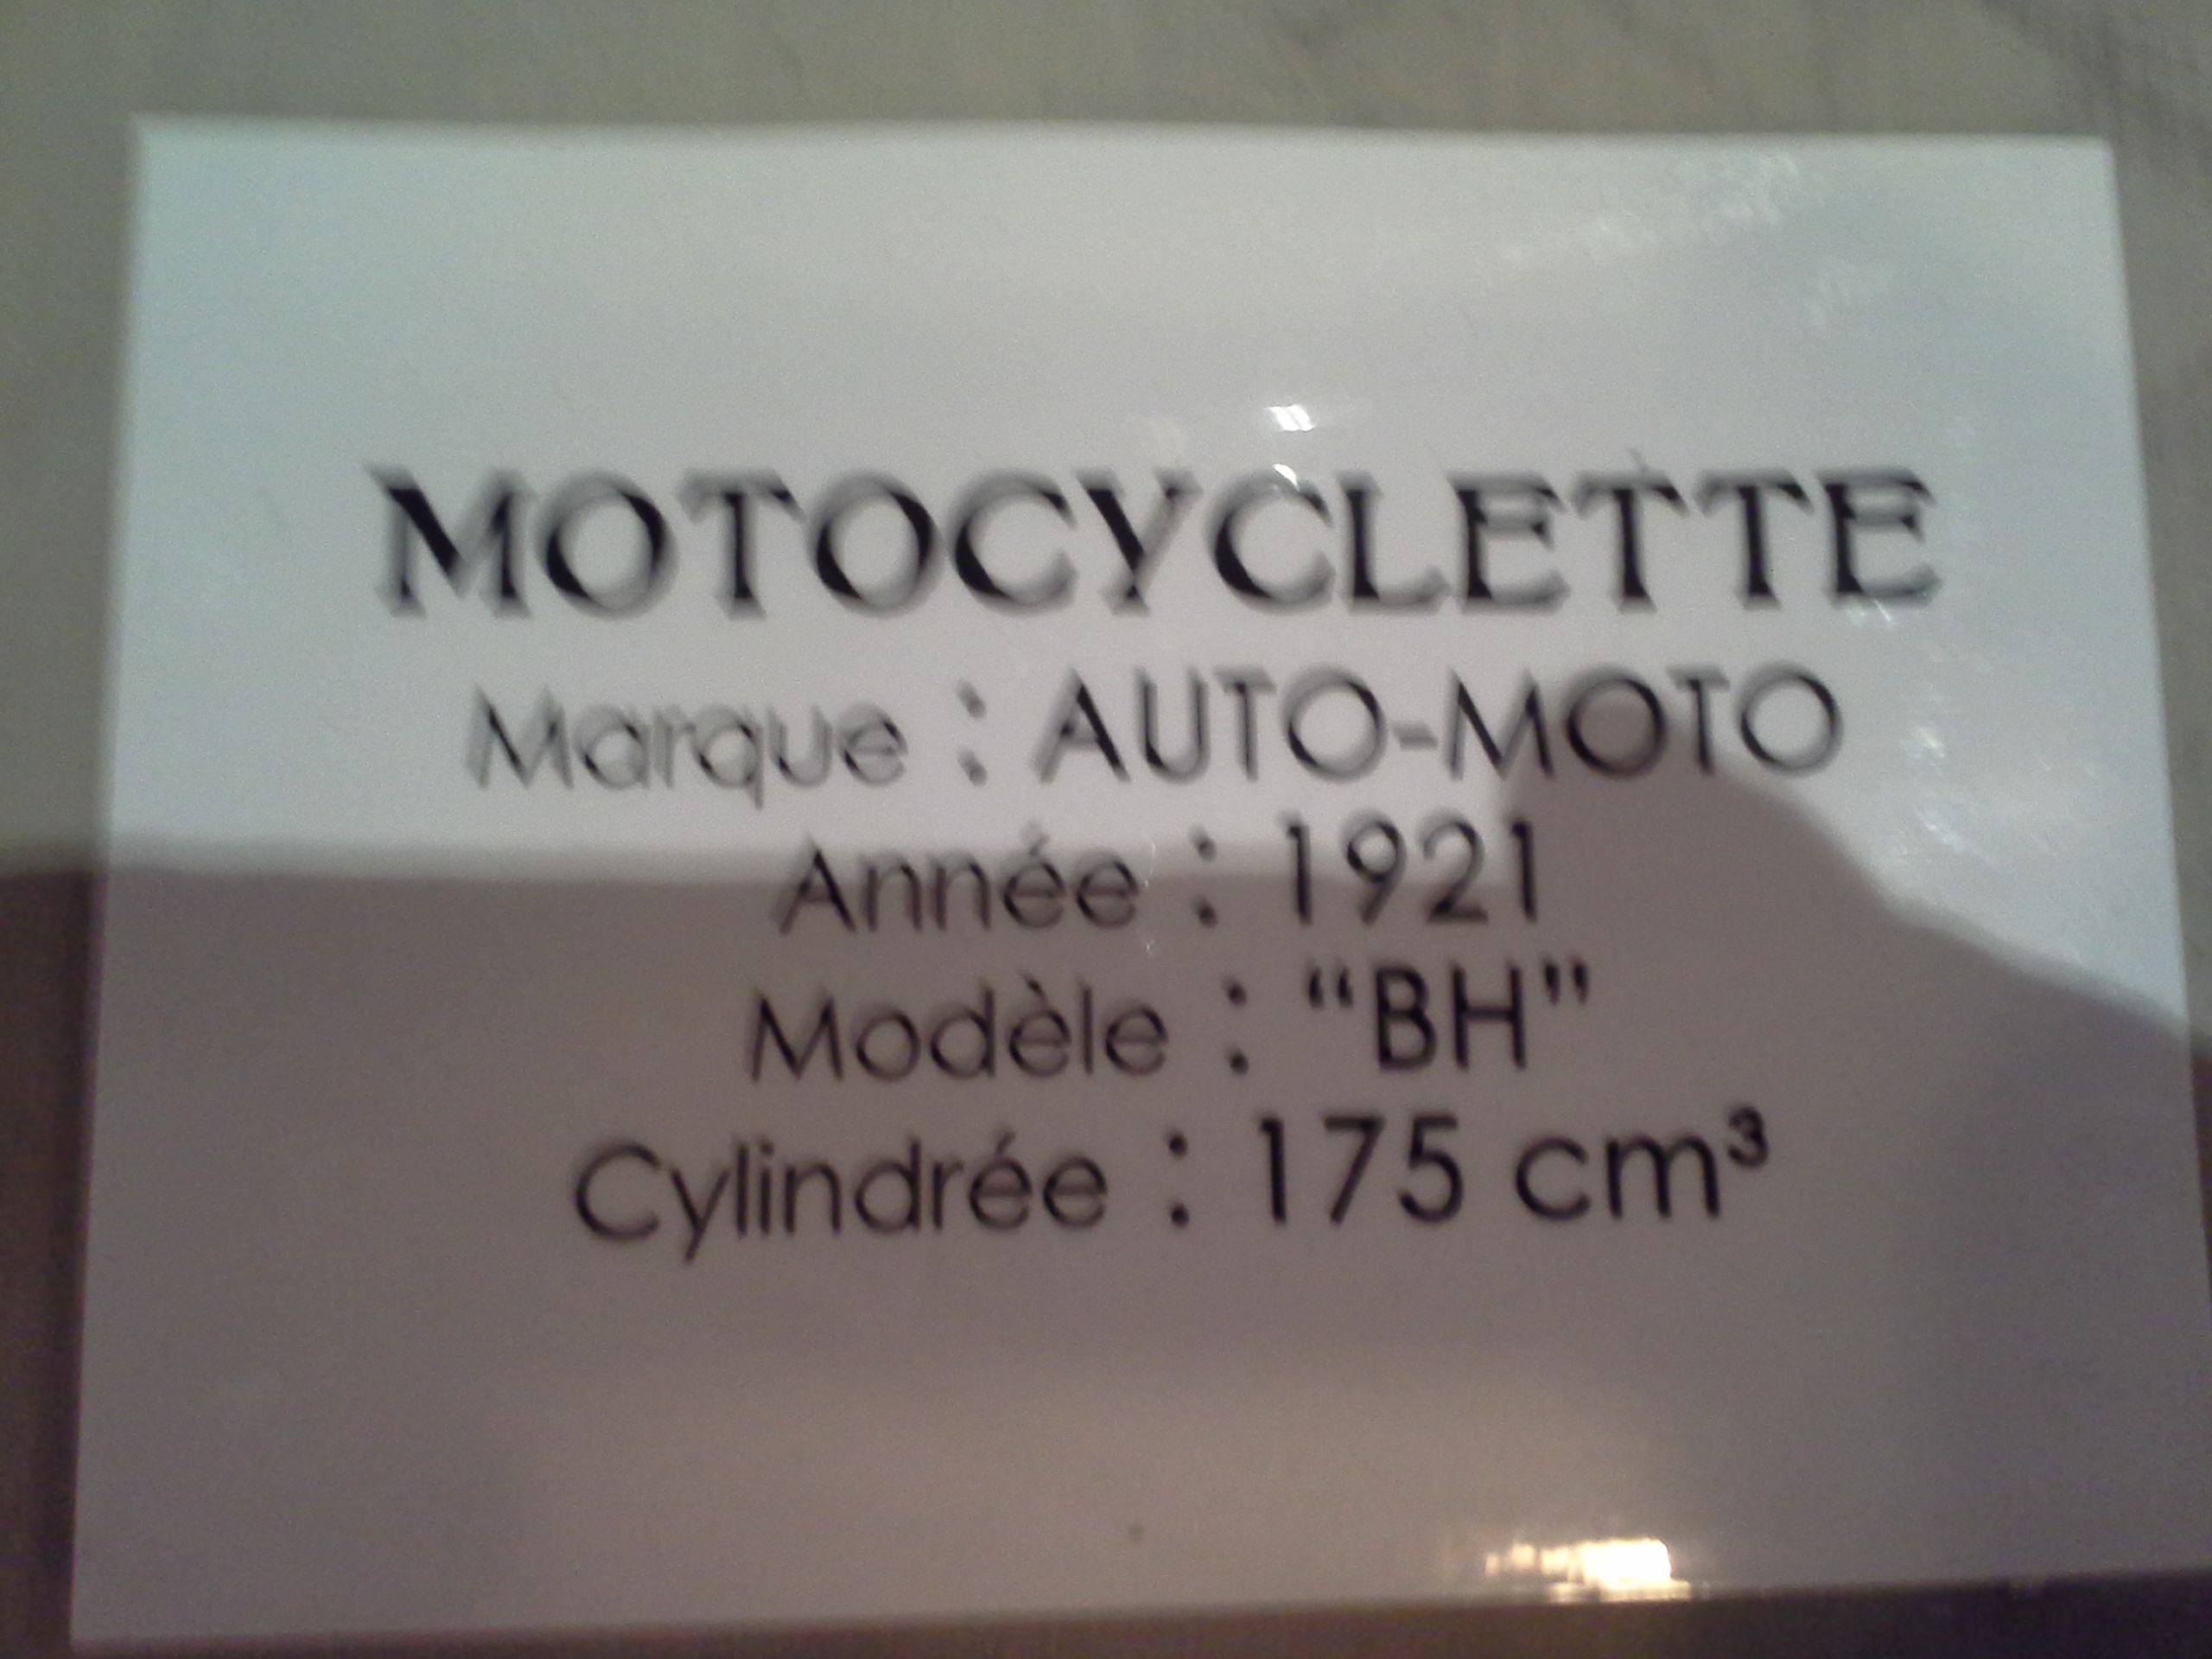 MOTOCYCLETTE
Marque : AUTO-MOTO
Année : 1921
Modèle : “BH”
Cylindrée : 175 cm³